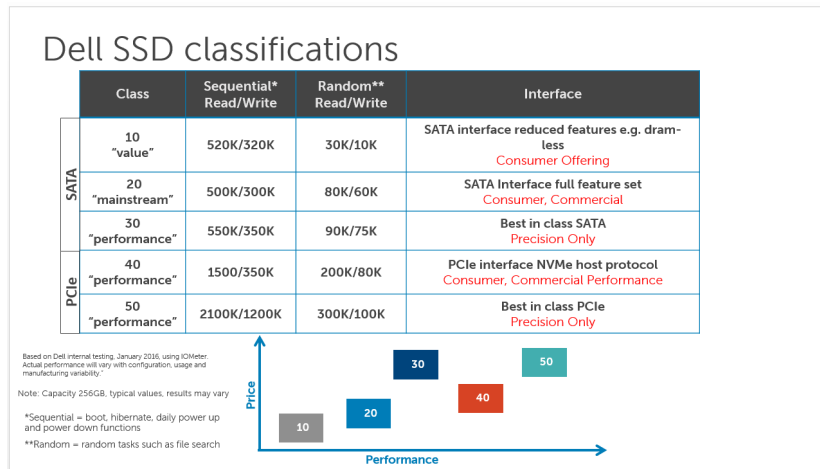 Dell SSD classifications
Class
Sequential*
Read/Write
Random**
Read/Write
Interface
SATA
10
"value"
520K/320K
30K/10K
SATA interface reduced features e.g. dram-
less
Consumer Offering
20
"mainstream"
500K/300K
80K/60K
SATA Interface full feature set
Consumer, Commercial
30
"performance"
550K/350K
90K/75K
Best in class SATA
Precision Only
PCIe
40
"performance"
1500/350K
200K/80K
PCIe interface NVMe host protocol
Consumer, Commercial Performance
50
"performance"
2100K/1200K
300K/100K
Best in class PCIe
Precision Only
Based on Dell internal testing, January 2016, using IOMeter.
Actual performance will vary with configuration, usage and
manufacturing variability."
Note: Capacity 256GB, typical values, results may vary
*Sequential = boot, hibernate, daily power up
and power down functions
**Random = random tasks such as file search
Price
10
20
30
40
50
Performance